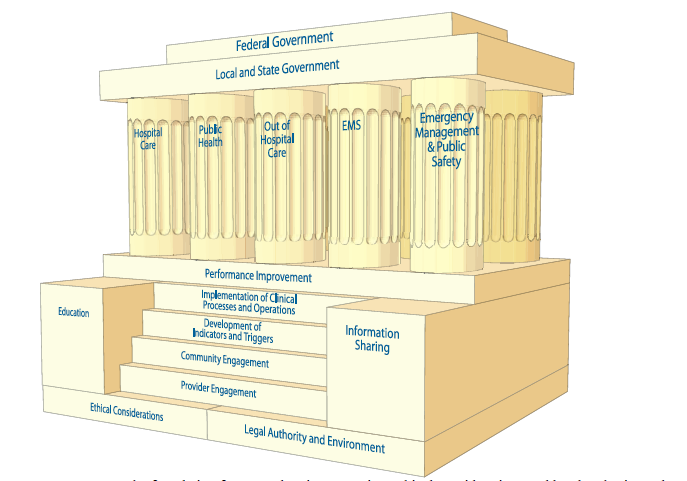 Federal Government
Local and State Government
Hospital
Care
Public
Health
Out of
Hospital
Care
EMS
Emergency
Management
& Public
Safety
Performance Improvement
Implementation of Clinical
Processes and Operations
Development of
Indicators and Triggers
Community Engagement
Provider Engagement
Education
Information
Sharing
Ethical Considerations
Legal Authority and Environment